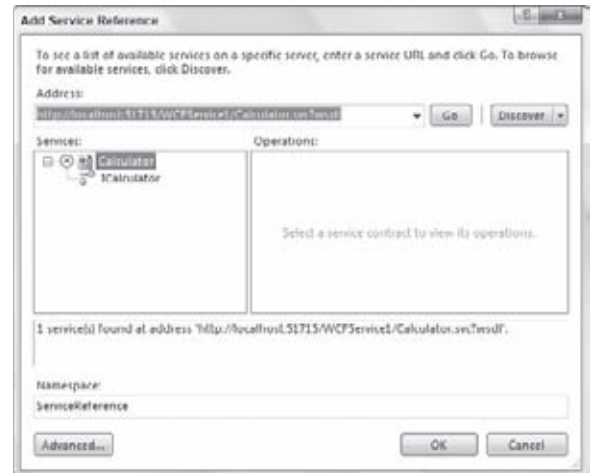 Add Service Reference
To see a list of available services on a specific server, enter a service URL and click Go. To browse
for available services, click Discover.
Address:
http://localhost:51715/WCFService1/Calculator.svc?wsdl
Go
Discover
Services:
Operations:
Calculator
ICalculator
Select a service contract to view its operations.
1 service(s) found at address 'http://localhost:51715/WCFService1/Calculator.svc?wsdl'.
Namespace:
ServiceReference
Advanced...
OK
Cancel